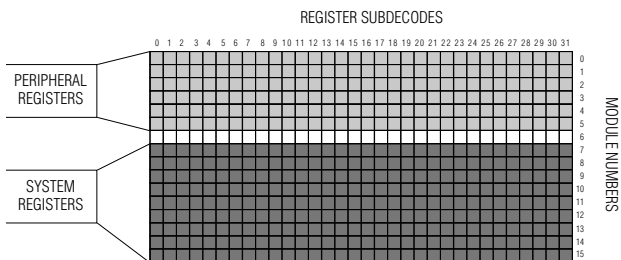 REGISTER SUBDECODES
0 1 2 3 4 5 6 7 8 9 10 11 12 13 14 15 16 17 18 19 20 21 22 23 24 25 26 27 28 29 30 31
PERIPHERAL
REGISTERS
SYSTEM
REGISTERS
0
1
2
3
4
5
6
7
8
9
10
11
12
13
14
15
MODULE NUMBERS